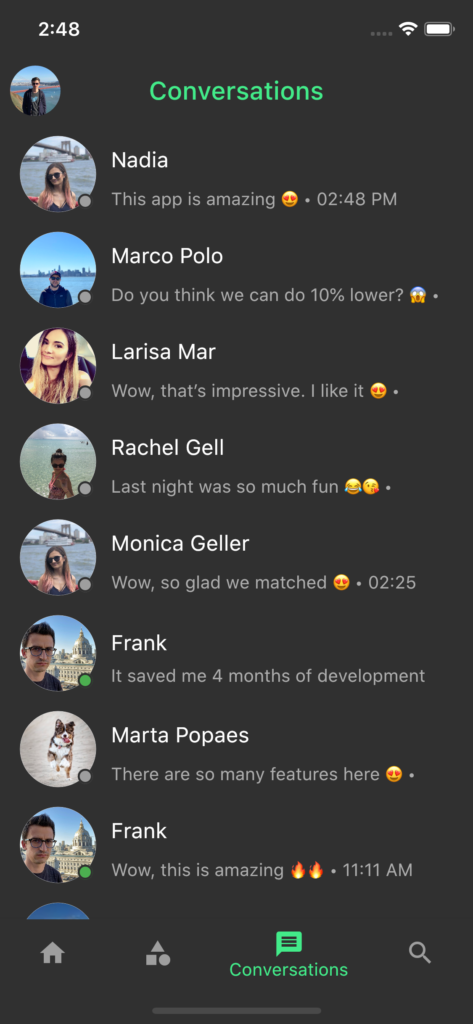 2:48
Conversations
Nadia
This app is amazing 😍 • 02:48 PM
Marco Polo
Do you think we can do 10% lower? 😱 •
Larisa Mar
Wow, that’s impressive. I like it 😍 •
Rachel Gell
Last night was so much fun 😂😘 •
Monica Geller
Wow, so glad we matched 😍 • 02:25
Frank
It saved me 4 months of development
Marta Popaes
There are so many features here 😍 •
Frank
Wow, this is amazing 🔥🔥 • 11:11 AM
Conversations